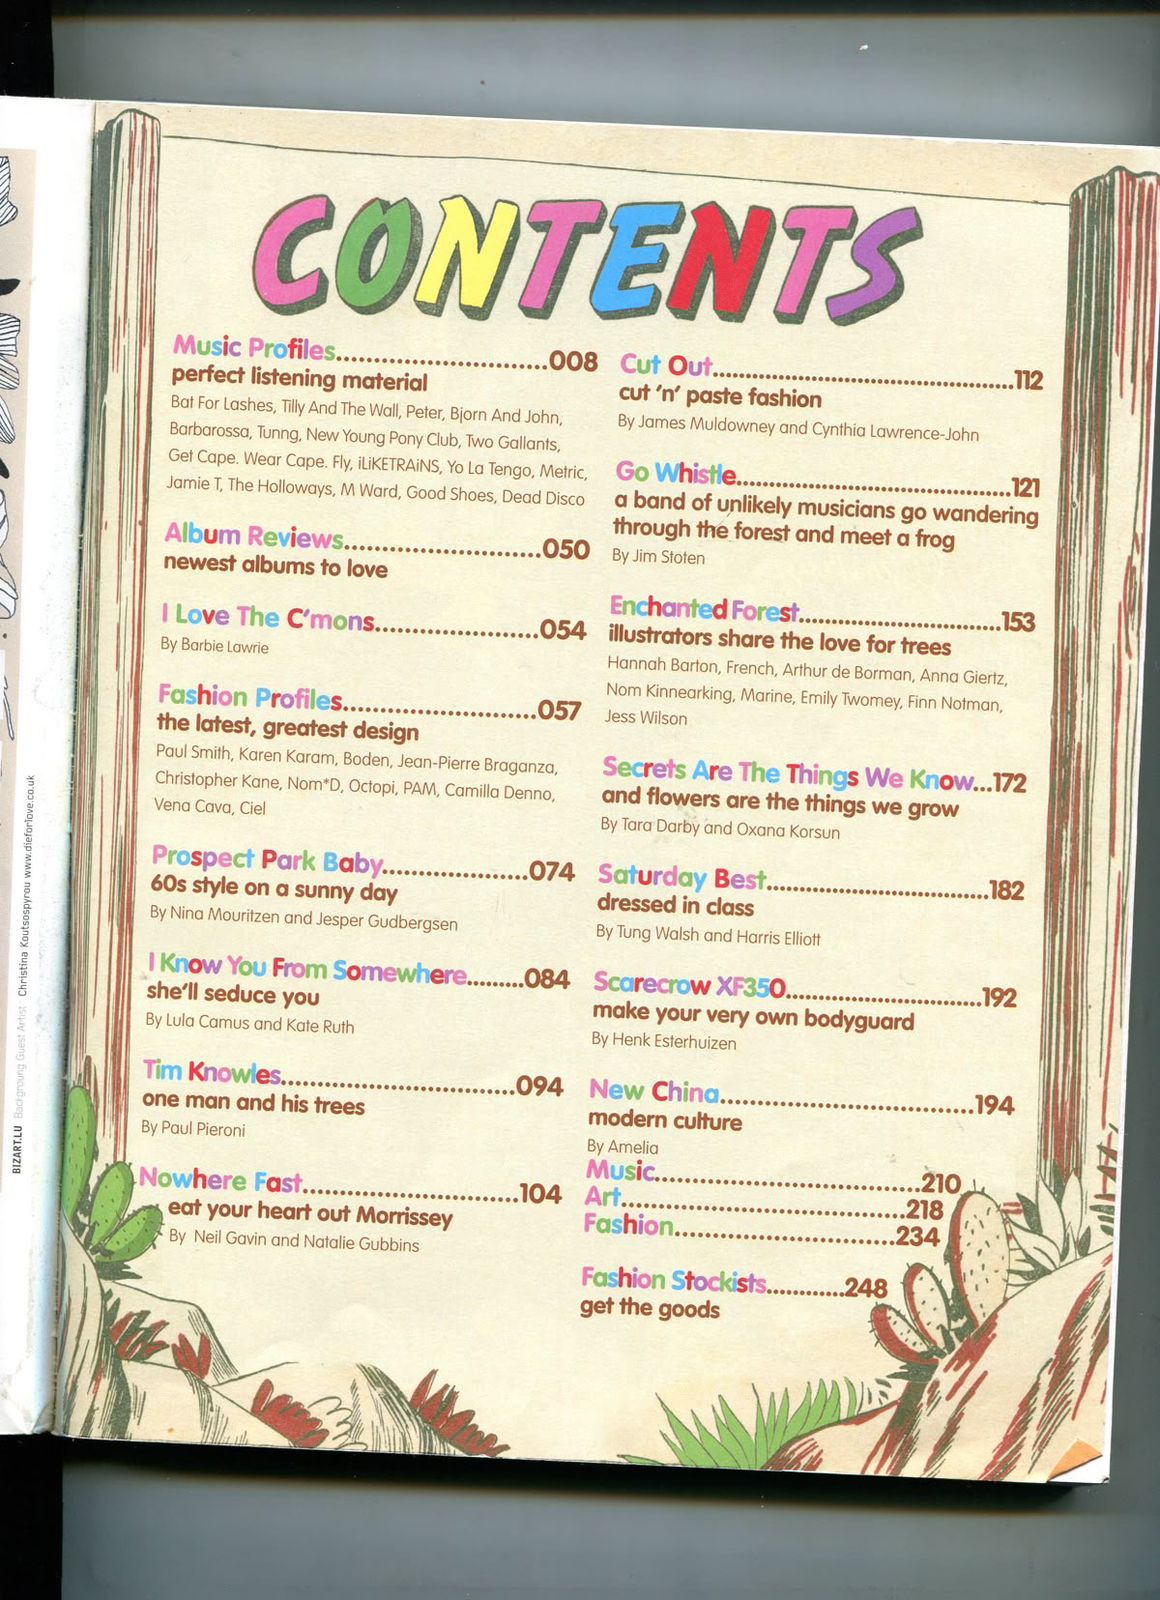 CONTENTS
Music Profiles..............................008
perfect listening material
Bat For Lashes, Tilly And The Wall, Peter, Bjorn And John,
Barbarossa, Tunng, New Young Pony Club, Two Gallants,
Get Cape. Wear Cape. Fly, iLiKETRAiNS, Yo La Tengo, Metric,
Jamie T, The Holloways, M Ward, Good Shoes, Dead Disco
Album Reviews............................050
newest albums to love
I Love The C'mons.......................054
By Barbie Lawrie
Fashion Profiles...........................057
the latest, greatest design
Paul Smith, Karen Karam, Boden, Jean-Pierre Braganza,
Christopher Kane, Nom*D, Octopi, PAM, Camilla Denno,
Vena Cava, Ciel
Prospect Park Baby....................074
60s style on a sunny day
By Nina Mouritzen and Jesper Gudbergsen
I Know You From Somewhere........084
she'll seduce you
By Lula Camus and Kate Ruth
Tim Knowles.................................094
one man and his trees
By Paul Pieroni
Nowhere Fast...............................104
eat your heart out Morrissey
By Neil Gavin and Natalie Gubbins
Cut Out...........................................112
cut 'n' paste fashion
By James Muldowney and Cynthia Lawrence-John
Go Whistle.......................................121
a band of unlikely musicians go wandering
through the forest and meet a frog
By Jim Stoten
Enchanted Forest.............................153
illustrators share the love for trees
Hannah Barton, French, Arthur de Borman, Anna Giertz,
Nom Kinnearking, Marine, Emily Twomey, Finn Notman,
Jess Wilson
Secrets Are The Things We Know...172
and flowers are the things we grow
By Tara Darby and Oxana Korsun
Saturday Best................................182
dressed in class
By Tung Walsh and Harris Elliott
Scarecrow XF350............................192
make your very own bodyguard
By Henk Esterhuizen
New China....................................194
modern culture
By Amelia
Music......................................210
Art.........................................218
Fashion................................234
Fashion Stockists...........248
get the goods
BIZART.LU Backgroung Guest Artist Christina Koutsospyrou www.dieforlove.co.uk